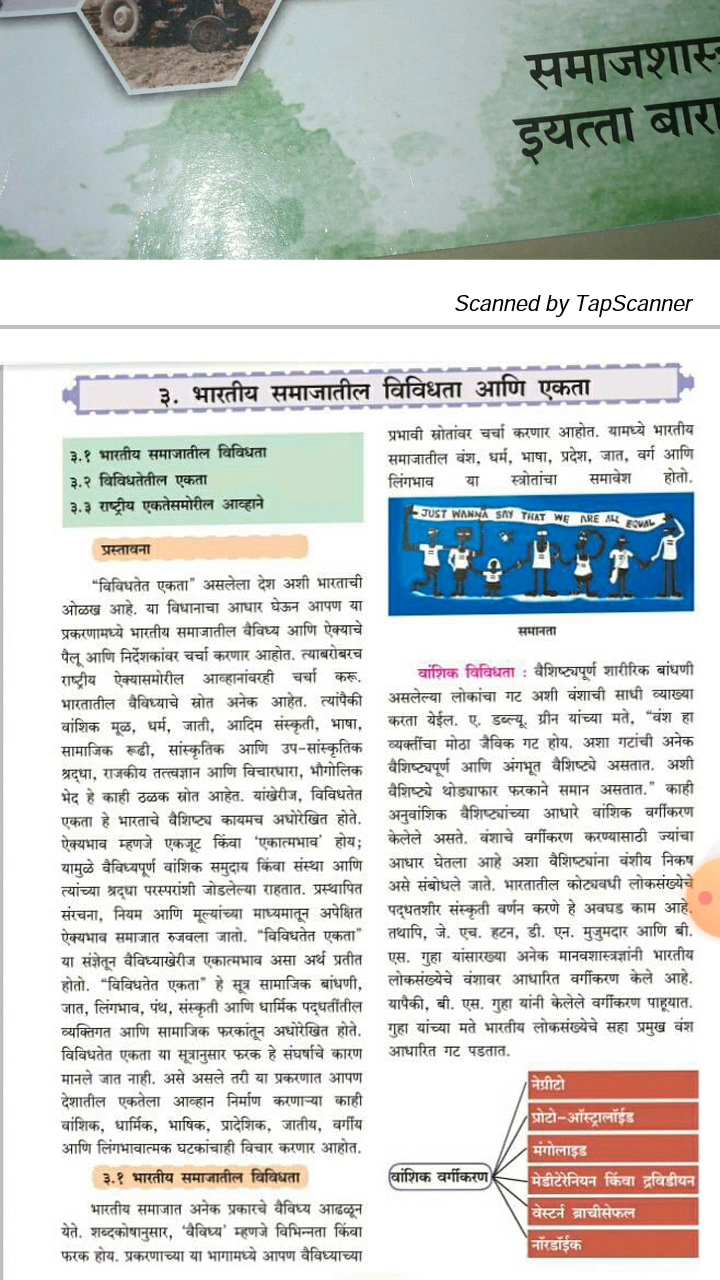 समाजशास्त्र
इयत्ता बारा
Scanned by TapScanner
३. भारतीय समाजातील विविधता आणि एकता
३.१ भारतीय समाजातील विविधता
३.२ विविधतेतील एकता
३.३ राष्ट्रीय एकतेसमोरील आव्हाने
प्रस्तावना
“विविधतेत एकता” असलेला देश अशी भारताची
ओळख आहे. या विधानाचा आधार घेऊन आपण या
प्रकरणामध्ये भारतीय समाजातील वैविध्य आणि ऐक्याचे
पैलू आणि निर्देशकांवर चर्चा करणार आहोत. त्याबरोबरच
राष्ट्रीय ऐक्यासमोरील आव्हानांवरही चर्चा करू.
भारतातील वैविध्याचे स्रोत अनेक आहेत. त्यांपैकी
वांशिक मूळ, धर्म, जाती, आदिम संस्कृती, भाषा,
सामाजिक रूढी, सांस्कृतिक आणि उप-सांस्कृतिक
श्रद्धा, राजकीय तत्त्वज्ञान आणि विचारधारा, भौगोलिक
भेद हे काही ठळक स्रोत आहेत. यांखेरीज, विविधतेत
एकता हे भारताचे वैशिष्ट्य कायमच अधोरेखित होते.
ऐक्यभाव म्हणजे एकजूट किंवा ‘एकात्मभाव’ होय;
यामुळे वैविध्यपूर्ण वांशिक समुदाय किंवा संस्था आणि
त्यांच्या श्रद्धा परस्परांशी जोडलेल्या राहतात. प्रस्थापित
संरचना, नियम आणि मूल्यांच्या माध्यमातून अपेक्षित
ऐक्यभाव समाजात रुजवला जातो. “विविधतेत एकता”
या संज्ञेतून वैविध्याखेरीज एकात्मभाव असा अर्थ प्रतीत
होतो. “विविधतेत एकता” हे सूत्र सामाजिक बांधणी,
जात, लिंगभाव, पंथ, संस्कृती आणि धार्मिक पद्धतींतील
व्यक्तिगत आणि सामाजिक फरकांतून अधोरेखित होते.
विविधतेत एकता या सूत्रानुसार फरक हे संघर्षाचे कारण
मानले जात नाही. असे असले तरी या प्रकरणात आपण
देशातील एकतेला आव्हान निर्माण करणाऱ्या काही
वांशिक, धार्मिक, भाषिक, प्रादेशिक, जातीय, वर्गीय
आणि लिंगभावात्मक घटकांचाही विचार करणार आहोत.
३.१ भारतीय समाजातील विविधता
भारतीय समाजात अनेक प्रकारचे वैविध्य आढळून
येते. शब्दकोषानुसार, ‘वैविध्य’ म्हणजे विभिन्नता किंवा
फरक होय. प्रकरणाच्या या भागामध्ये आपण वैविध्याच्या
प्रभावी स्रोतांवर चर्चा करणार आहोत. यामध्ये भारतीय
समाजातील वंश, धर्म, भाषा, प्रदेश, जात, वर्ग आणि
लिंगभाव या स्त्रोतांचा समावेश होतो.
JUST WANNA SAY THAT WE ARE ALL EQUAL
समानता
वांशिक विविधता : वैशिष्ट्यपूर्ण शारीरिक बांधणी
असलेल्या लोकांचा गट अशी वंशाची साधी व्याख्या
करता येईल. ए. डब्ल्यू. ग्रीन यांच्या मते, “वंश हा
व्यक्तींचा मोठा जैविक गट होय. अशा गटांची अनेक
वैशिष्ट्यपूर्ण आणि अंगभूत वैशिष्ट्ये असतात. अशी
वैशिष्ट्ये थोड्याफार फरकाने समान असतात.” काही
अनुवांशिक वैशिष्ट्यांच्या आधारे वांशिक वर्गीकरण
केलेले असते. वंशाचे वर्गीकरण करण्यासाठी ज्यांचा
आधार घेतला आहे अशा वैशिष्ट्यांना वंशीय निकष
असे संबोधले जाते. भारतातील कोट्यवधी लोकसंख्येचे
पद्धतशीर संस्कृती वर्णन करणे हे अवघड काम आहे.
तथापि, जे. एच. हटन, डी. एन. मुजुमदार आणि बी.
एस. गुहा यांसारख्या अनेक मानवशास्त्रज्ञांनी भारतीय
लोकसंख्येचे वंशावर आधारित वर्गीकरण केले आहे.
यापैकी, बी. एस. गुहा यांनी केलेले वर्गीकरण पाहूयात.
गुहा यांच्या मते भारतीय लोकसंख्येचे सहा प्रमुख वंश
आधारित गट पडतात.
वांशिक वर्गीकरण
नेग्रीटो
प्रोटो-ऑस्ट्रालॉईड
मंगोलाइड
मेडीटेरेनियन किंवा द्रविडीयन
वेस्टर्न ब्राचीसेफल
नॉरडॉईक